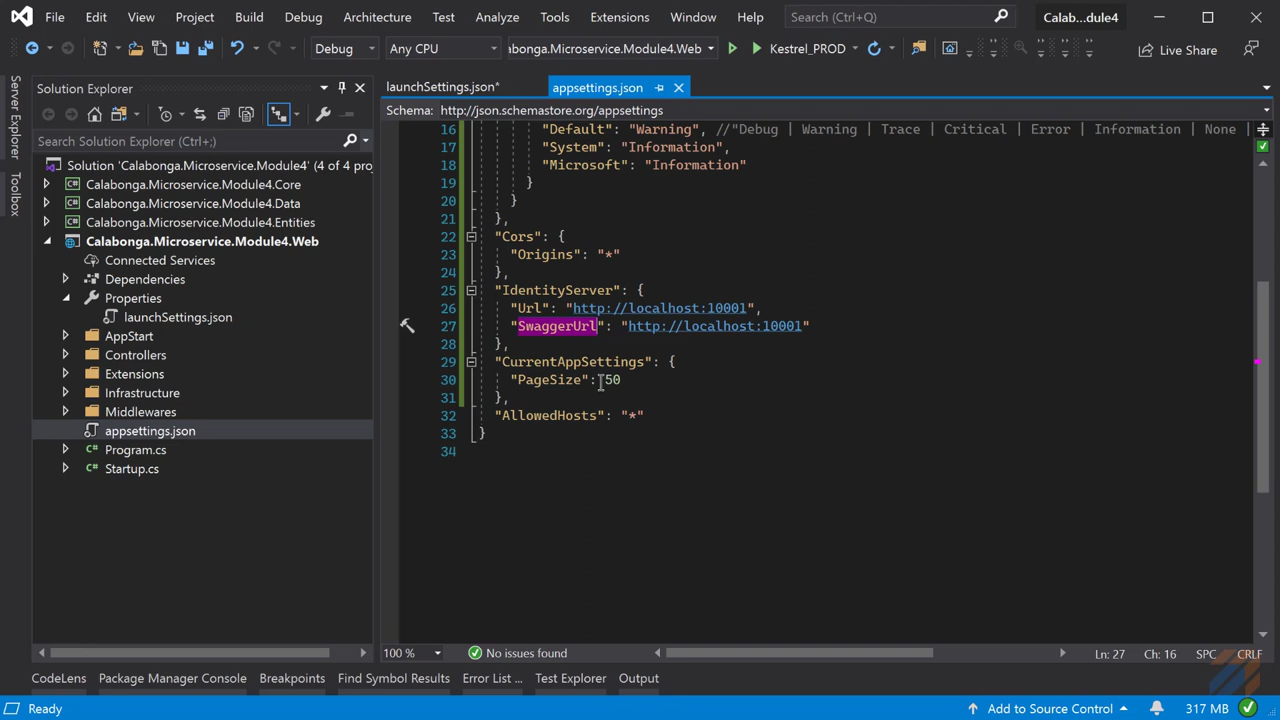 File Edit View Project Build Debug Architecture Test Analyze Tools Extensions Window Help Search (Ctrl+Q) Calab...dule4
Debug Any CPU abonga.Microservice.Module4.Web Kestrel_PROD Live Share
Server Explorer
Toolbox
Solution Explorer
Search Solution Explorer (Ctrl+;)
Solution 'Calabonga.Microservice.Module4' (4 of 4 proj
Calabonga.Microservice.Module4.Core
Calabonga.Microservice.Module4.Data
Calabonga.Microservice.Module4.Entities
Calabonga.Microservice.Module4.Web
Connected Services
Dependencies
Properties
launchSettings.json
AppStart
Controllers
Extensions
Infrastructure
Middlewares
appsettings.json
Program.cs
Startup.cs
launchSettings.json* appsettings.json
Schema: http://json.schemastore.org/appsettings
16 "Default": "Warning", //"Debug | Warning | Trace | Critical | Error | Information | None |
17 "System": "Information",
18 "Microsoft": "Information"
19 }
20 }
21 },
22 "Cors": {
23 "Origins": "*"
24 },
25 "IdentityServer": {
26 "Url": "http://localhost:10001",
27 "SwaggerUrl": "http://localhost:10001"
28 },
29 "CurrentAppSettings": {
30 "PageSize": 50
31 },
32 "AllowedHosts": "*"
33 }
34
100 % No issues found Ln: 27 Ch: 16 SPC CRLF
CodeLens Package Manager Console Breakpoints Find Symbol Results Error List ... Test Explorer Output
Ready Add to Source Control 317 MB